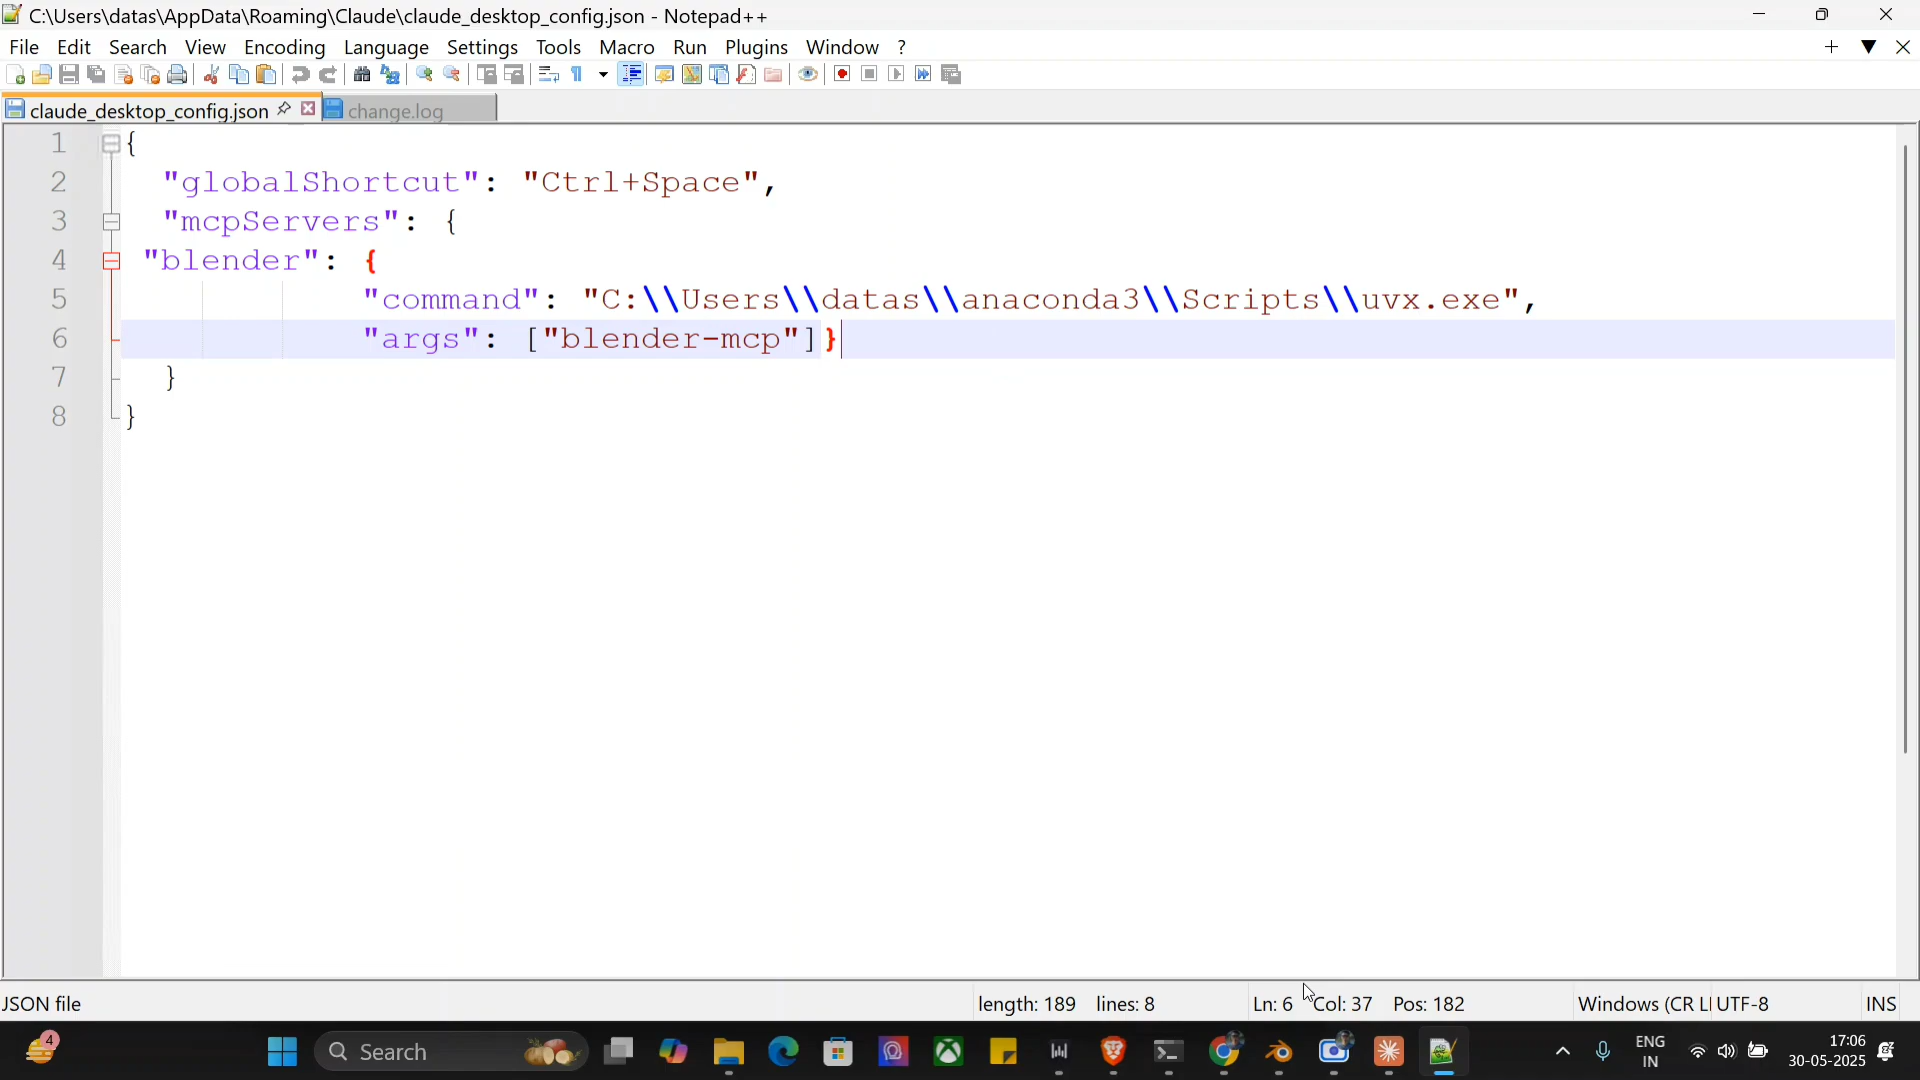 C:\Users\datas\AppData\Roaming\Claude\claude_desktop_config.json - Notepad++
File Edit Search View Encoding Language Settings Tools Macro Run Plugins Window ?
claude_desktop_config.json change.log
1 {
2 "globalShortcut": "Ctrl+Space",
3 "mcpServers": {
4 "blender": {
5 "command": "C:\\Users\\datas\\anaconda3\\Scripts\\uvx.exe",
6 "args": ["blender-mcp"]}
7 }
8 }
JSON file length: 189 lines: 8 Ln: 6 Col: 37 Pos: 182 Windows (CR LI UTF-8 INS
4 Search ENG 17:06
IN 30-05-2025